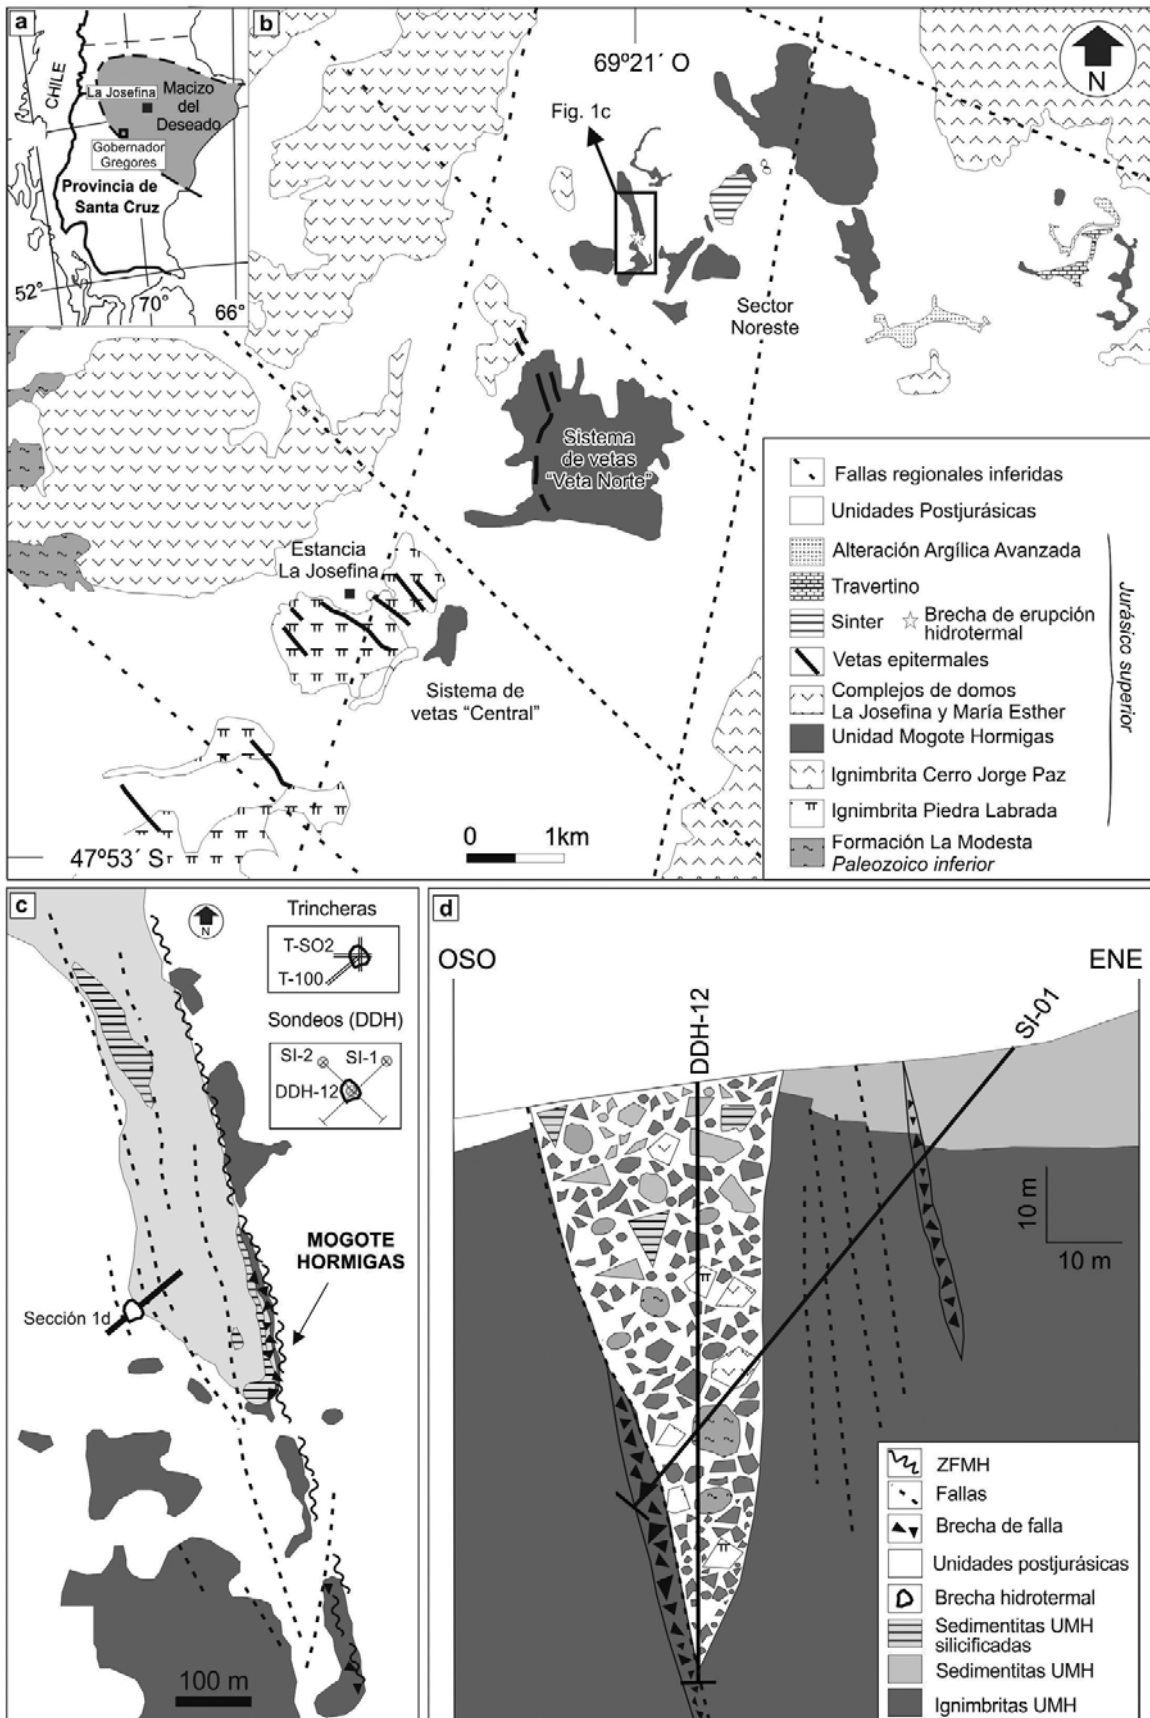 a
CHILE
La Josefina
Macizo
del
Deseado
Gobernador
Gregores
Provincia de
Santa Cruz
52°
70°
66°
b
69º21´ O
N
Fig. 1c
Sector
Noreste
Sistema
de vetas
“Veta Norte”
Estancia
La Josefina
Sistema de
vetas “Central”
0 1km
47º53´ S
Fallas regionales inferidas
Unidades Postjurásicas
Alteración Argílica Avanzada
Travertino
Sinter
Brecha de erupción
hidrotermal
Vetas epitermales
Complejos de domos
La Josefina y María Esther
Unidad Mogote Hormigas
Ignimbrita Cerro Jorge Paz
Ignimbrita Piedra Labrada
Formación La Modesta
Paleozoico inferior
Jurásico superior
c
N
Trincheras
T-SO2
T-100
Sondeos (DDH)
SI-2
SI-1
DDH-12
MOGOTE
HORMIGAS
Sección 1d
100 m
d
OSO
ENE
DDH-12
SI-01
10 m
10 m
ZFMH
Fallas
Brecha de falla
Unidades postjurásicas
Brecha hidrotermal
Sedimentitas UMH
silicificadas
Sedimentitas UMH
Ignimbritas UMH